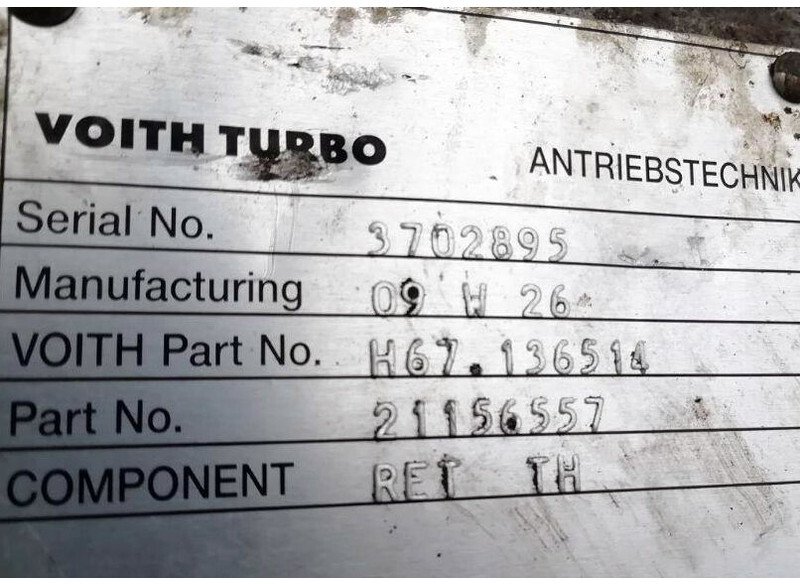 VOITH TURBO ANTRIEBSTECHNIK
Serial No. 3702895
Manufacturing 09 W 26
VOITH Part No. H67.136514
Part No. 21156557
COMPONENT RET TH